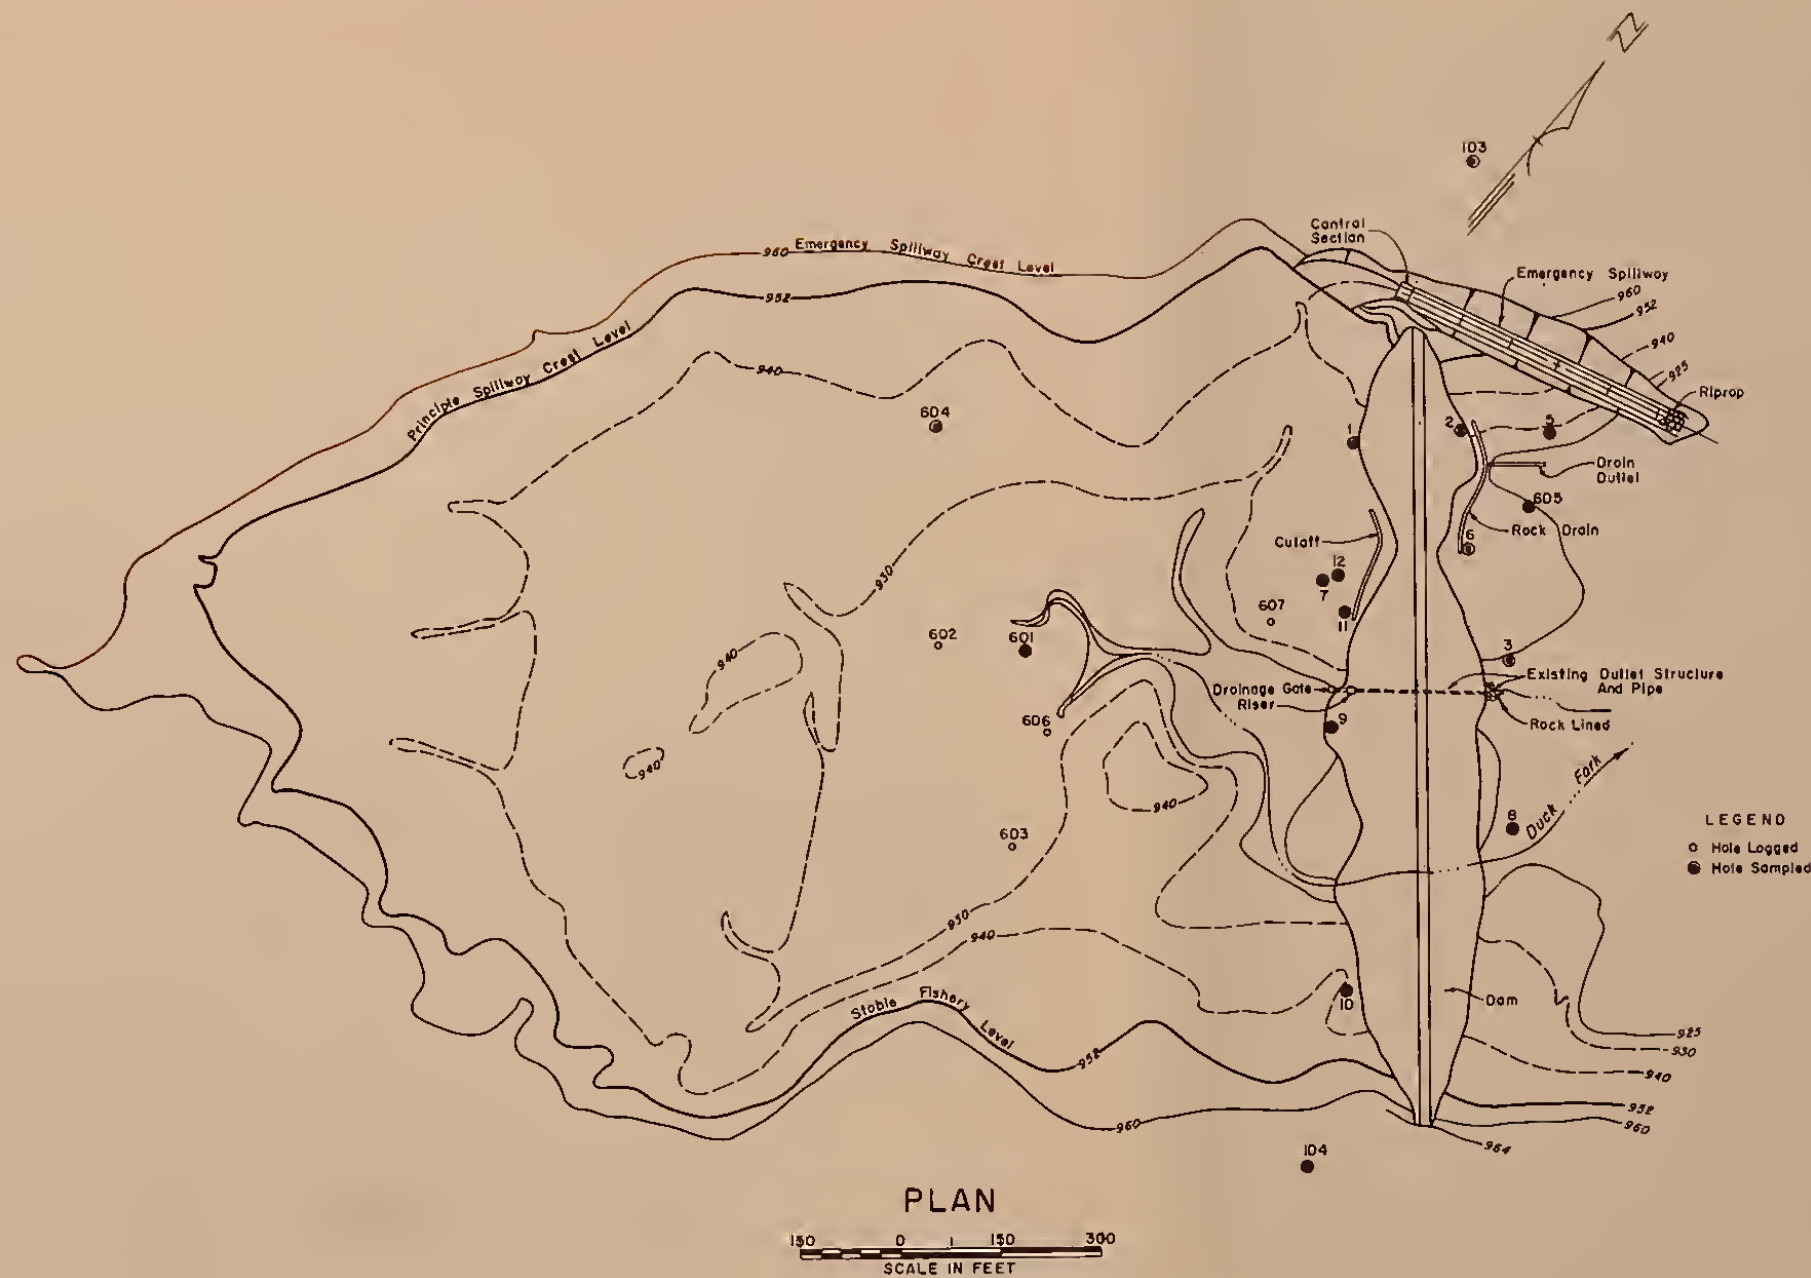 N
103
Control
Section
960 Emergency Spillway Crest Level
Emergency Spillway
960
952
952
940
925
Principle Spillway Crest Level
940
Riprap
604
1
2
5
Drain
Outlet
605
Rock Drain
930
Cutoff
6
12
7
607
11
602
601
3
940
Existing Outlet Structure
And Pipe
Drainage Gate
Riser
Rock Lined
606
9
940
940
Duck Fork
8
LEGEND
Hole Logged
Hole Sampled
603
930
940
Stable Fishery Level
10
Dam
925
930
952
940
952
960
960
964
104
PLAN
150 0 150 300
SCALE IN FEET